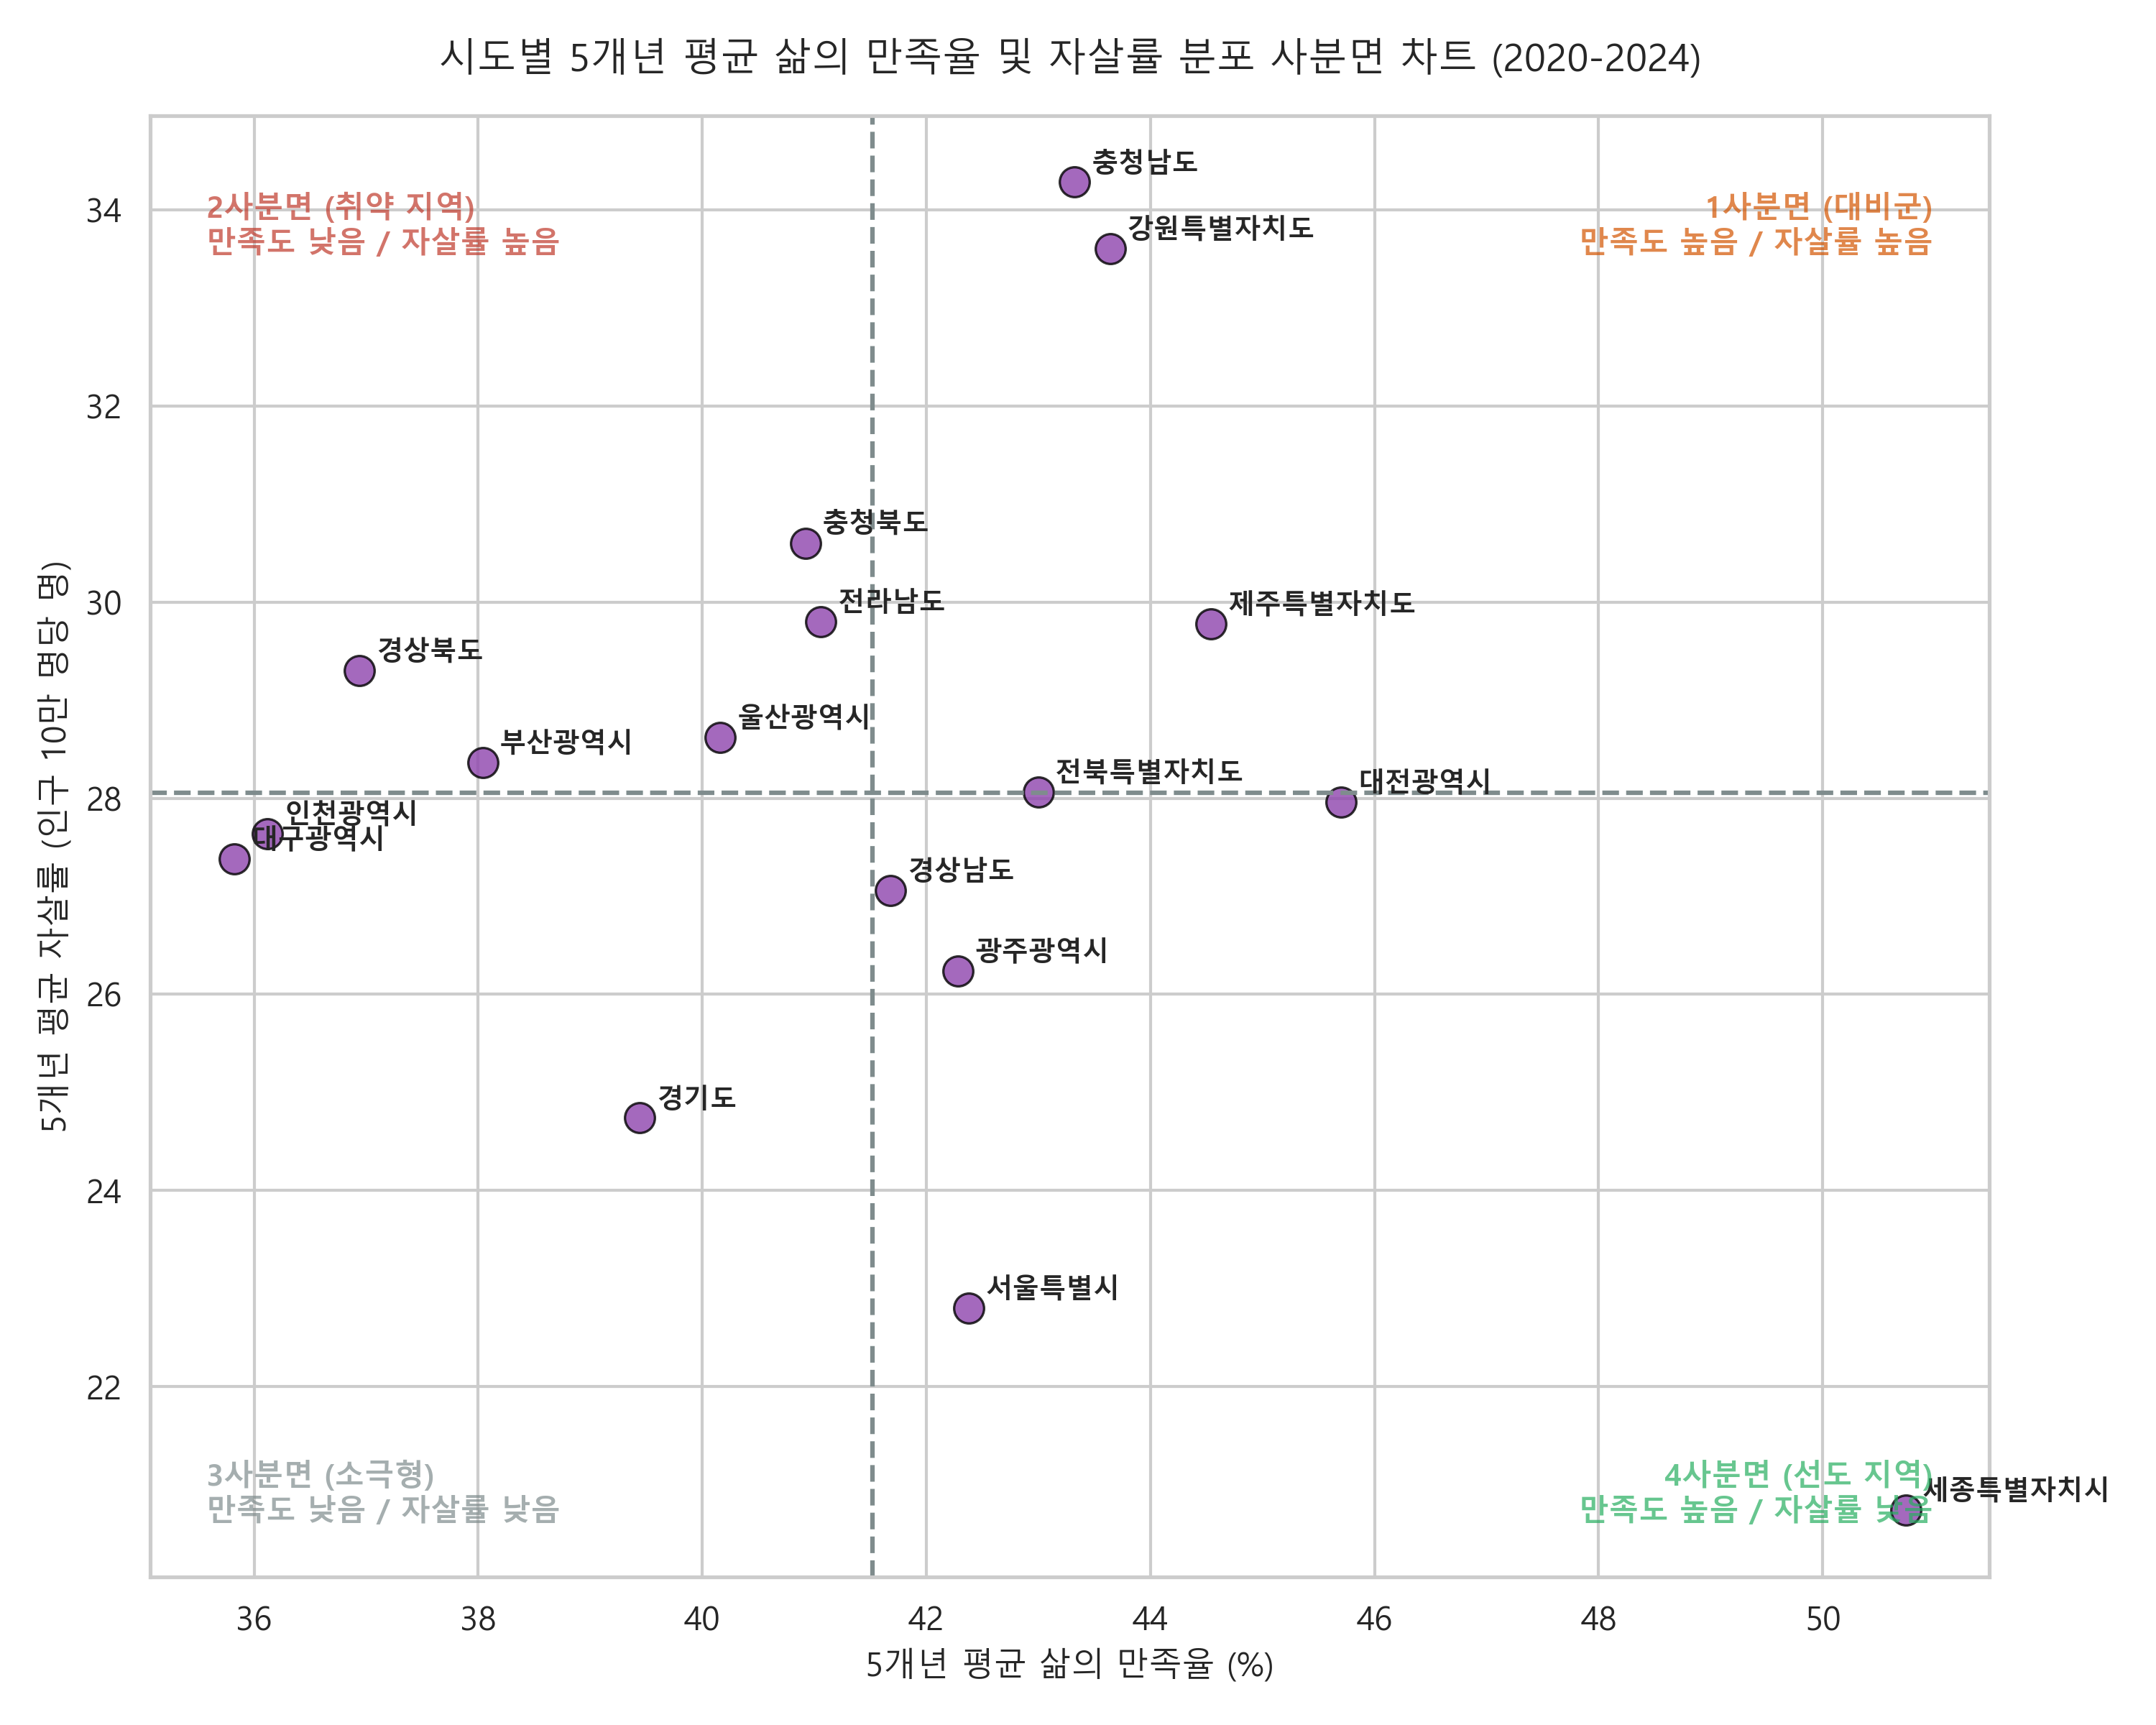 시도별 5개년 평균 삶의 만족율 및 자살률 분포 사분면 차트 (2020-2024)
충청남도
2사분면 (취약 지역)
만족도 낮음 / 자살률 높음
1사분면 (대비군)
만족도 높음 / 자살률 높음
강원특별자치도
충청북도
전라남도
제주특별자치도
경상북도
울산광역시
부산광역시
전북특별자치도
대전광역시
인천광역시
대구광역시
경상남도
광주광역시
경기도
서울특별시
3사분면 (소극형)
만족도 낮음 / 자살률 낮음
4사분면 (선도 지역)
만족도 높음 / 자살률 낮음
세종특별자치시
34
32
30
28
26
24
22
5개년 평균 자살률 (인구 10만 명당 명)
36 38 40 42 44 46 48 50
5개년 평균 삶의 만족율 (%)